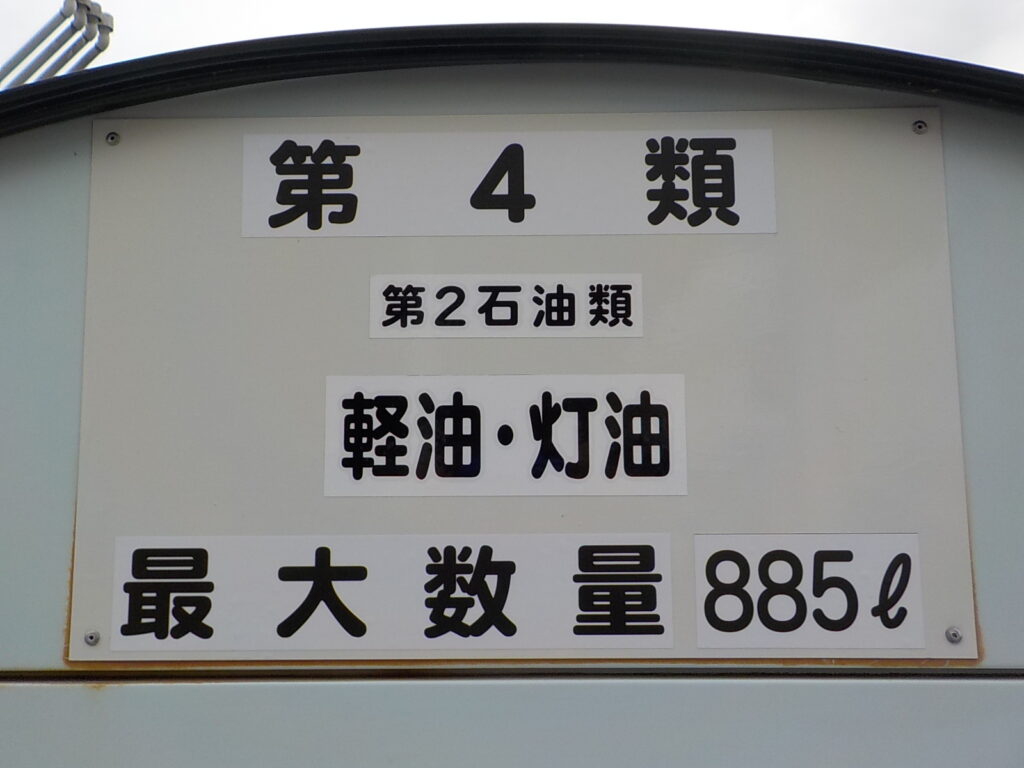 第4類
第2石油類
軽油・灯油
最大数量 885ℓ